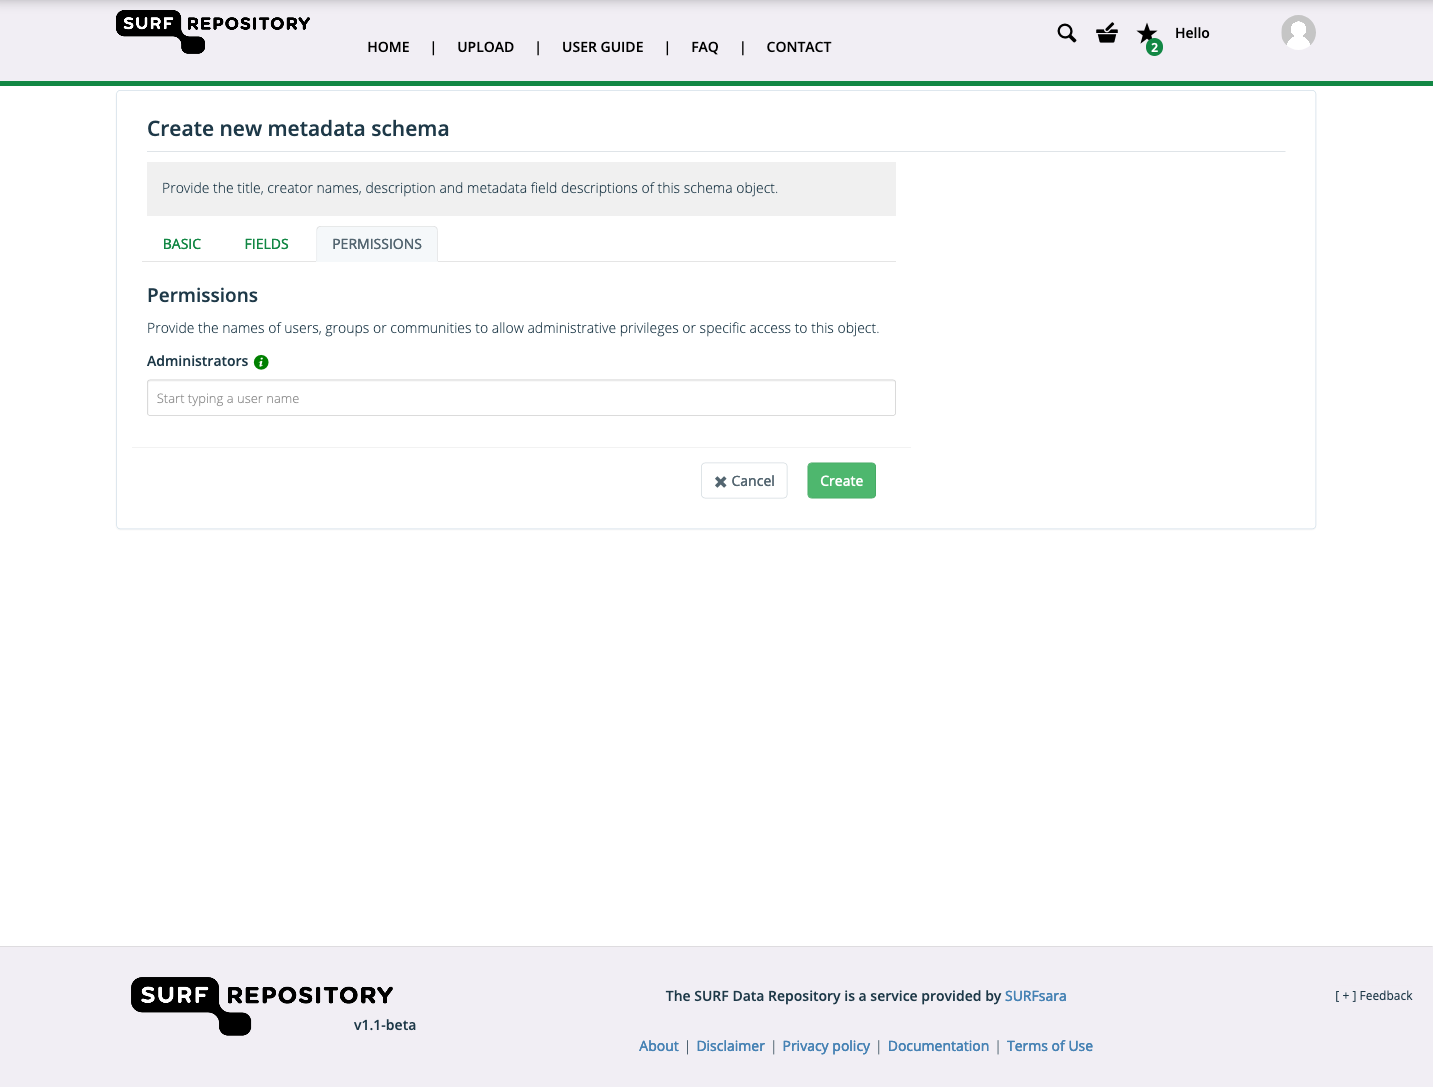 SURF REPOSITORY
HOME | UPLOAD | USER GUIDE | FAQ | CONTACT
2
Hello
Create new metadata schema
Provide the title, creator names, description and metadata field descriptions of this schema object.
BASIC FIELDS PERMISSIONS
Permissions
Provide the names of users, groups or communities to allow administrative privileges or specific access to this object.
Administrators i
Start typing a user name
Cancel Create
SURF REPOSITORY
v1.1-beta
The SURF Data Repository is a service provided by SURFsara
[ + ] Feedback
About | Disclaimer | Privacy policy | Documentation | Terms of Use